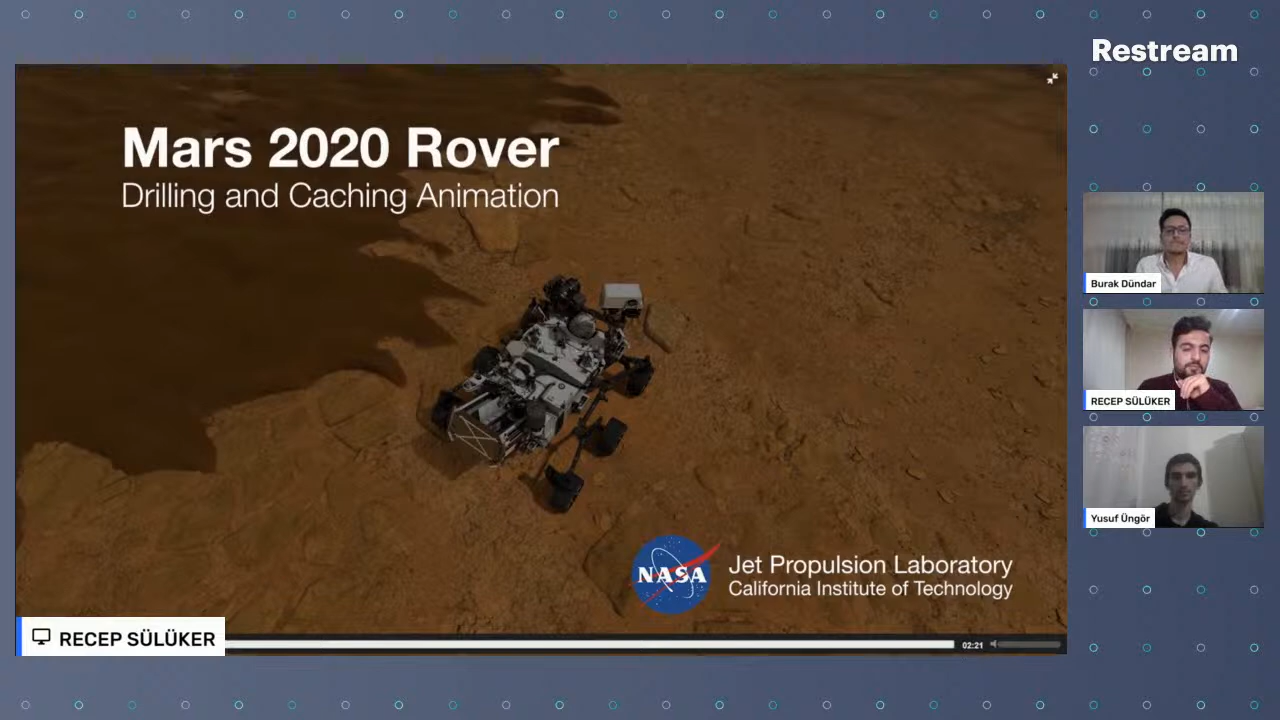 Restream
Mars 2020 Rover
Drilling and Caching Animation
Burak Dündar
RECEP SÜLÜKER
Yusuf Üngör
NASA
Jet Propulsion Laboratory
California Institute of Technology
RECEP SÜLÜKER
02:21